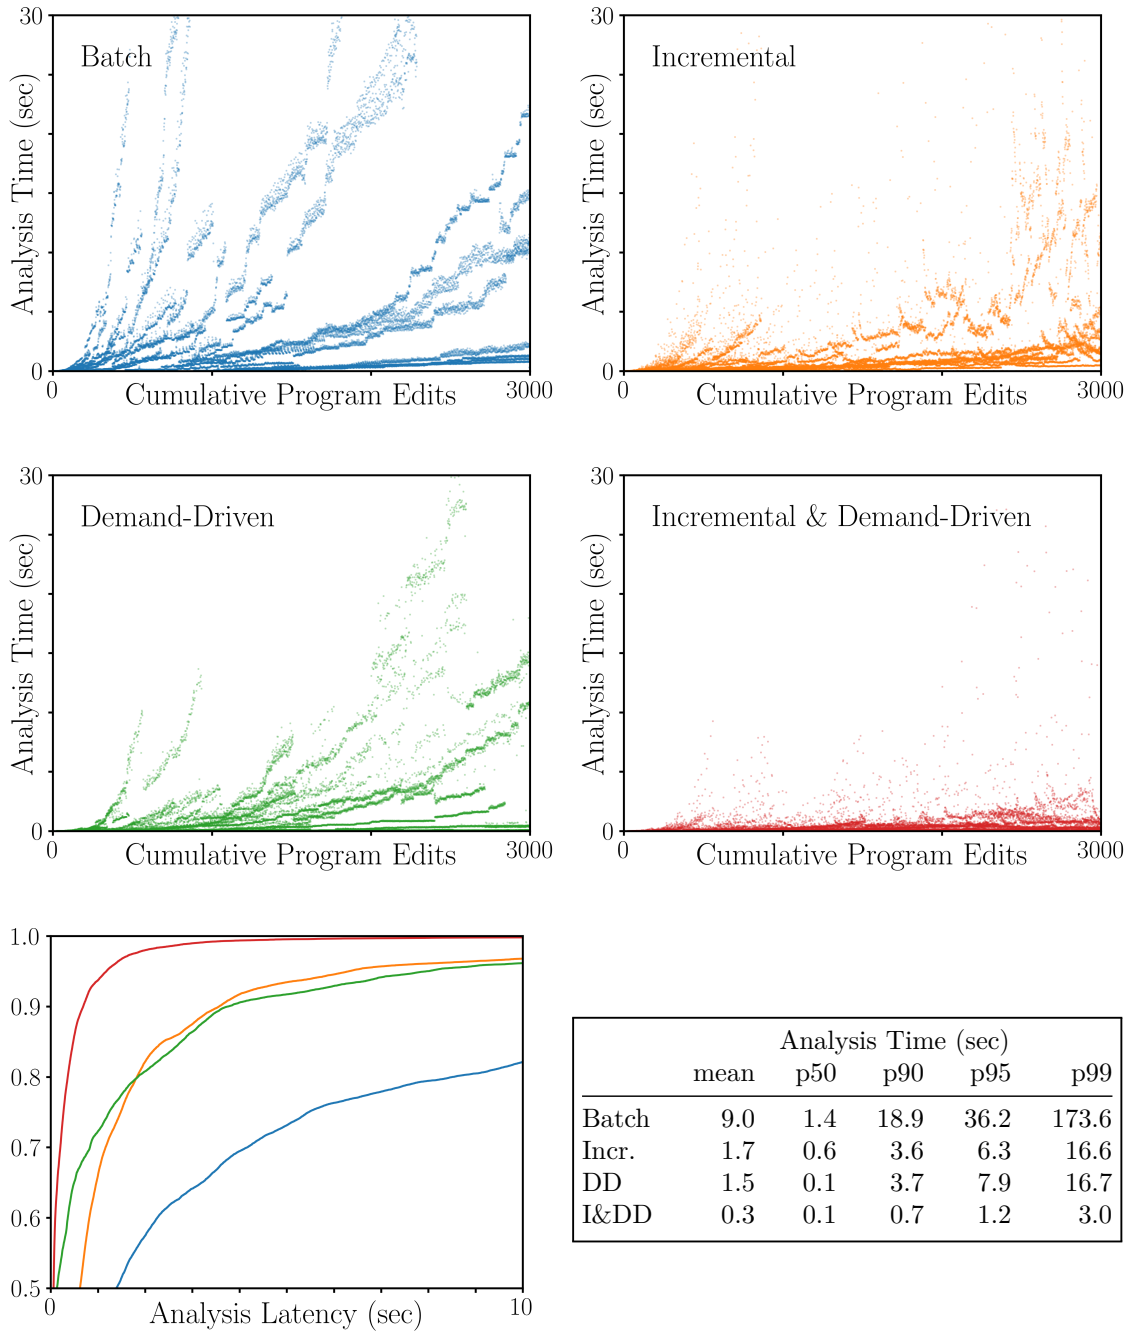 30
Batch
Analysis Time (sec)
0
0
3000
Cumulative Program Edits
30
Incremental
Analysis Time (sec)
0
0
3000
Cumulative Program Edits
30
Demand-Driven
Analysis Time (sec)
0
0
3000
Cumulative Program Edits
30
Incremental & Demand-Driven
Analysis Time (sec)
0
0
3000
Cumulative Program Edits
1.0
0.9
0.8
0.7
0.6
0.5
0
10
Analysis Latency (sec)
Analysis Time (sec)
mean p50 p90 p95 p99
Batch 9.0 1.4 18.9 36.2 173.6
Incr. 1.7 0.6 3.6 6.3 16.6
DD 1.5 0.1 3.7 7.9 16.7
I&DD 0.3 0.1 0.7 1.2 3.0